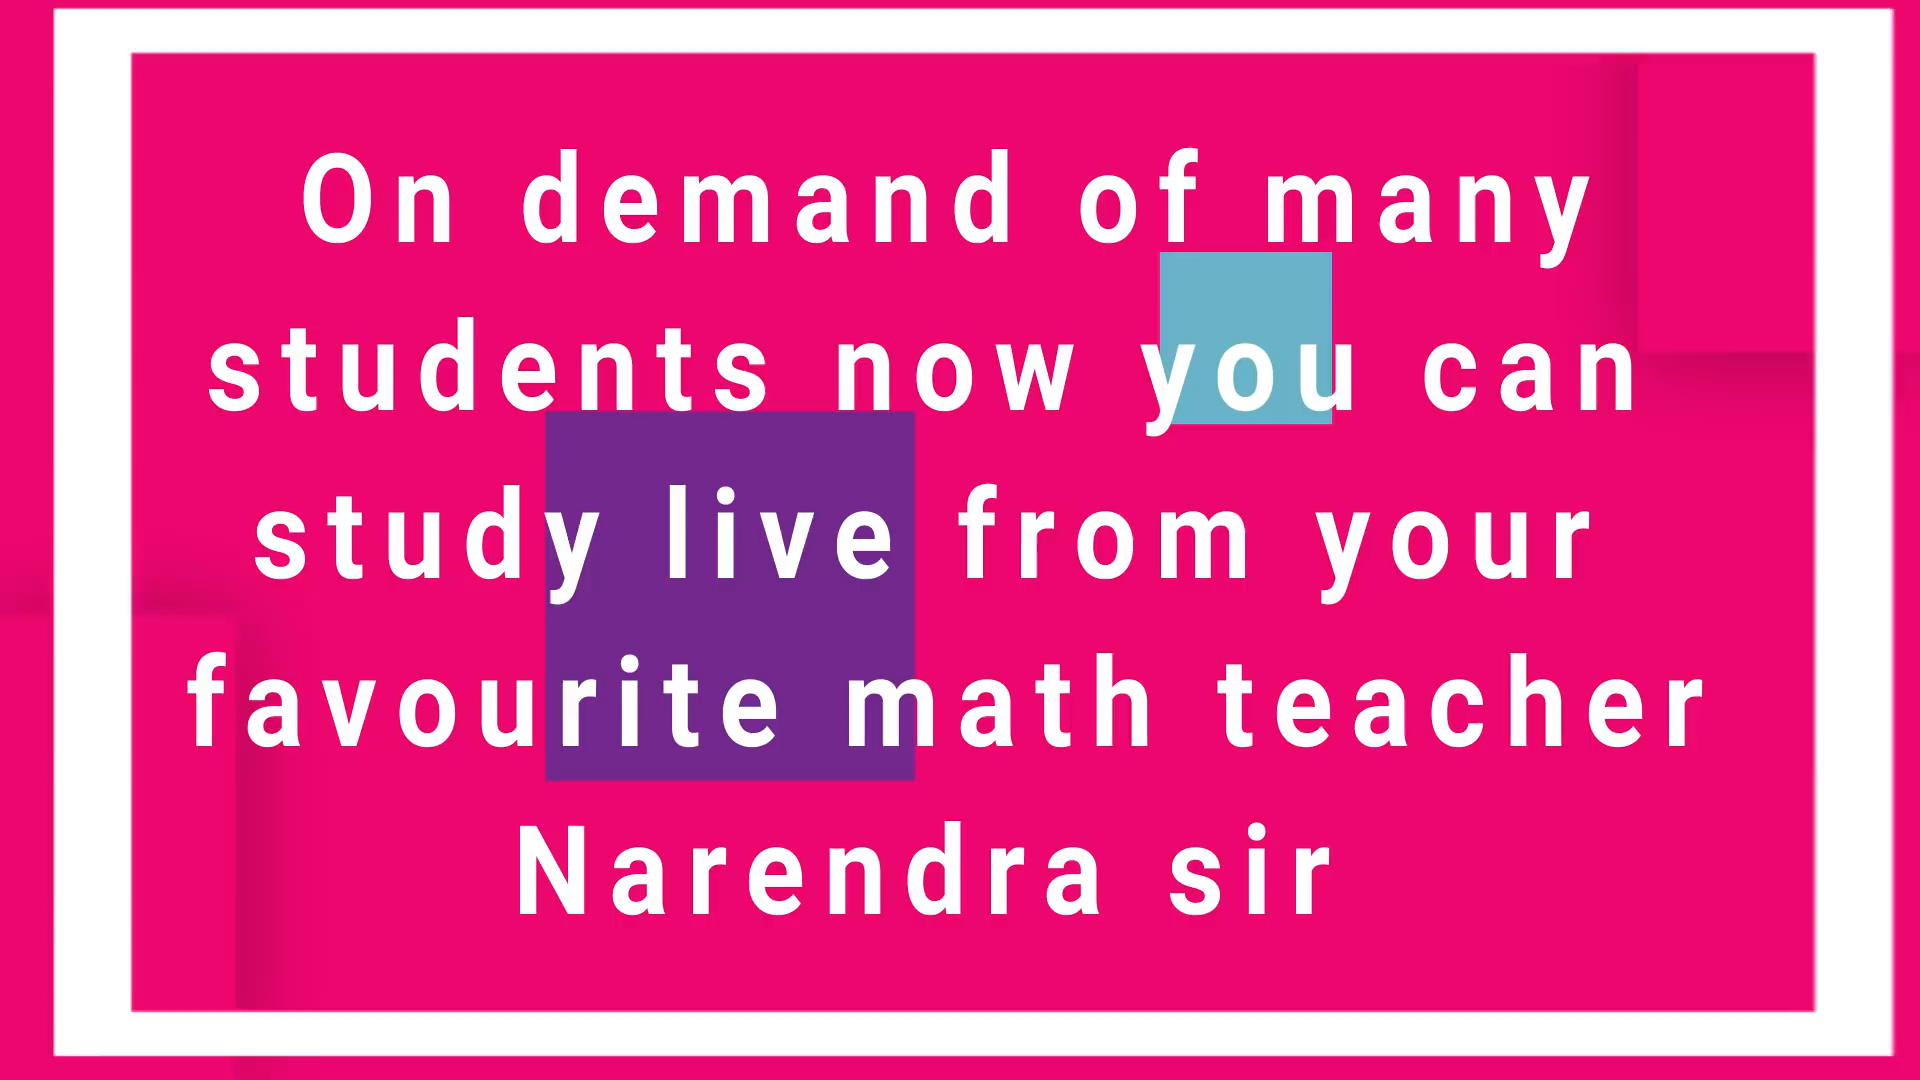 On demand of many
students now you can
study live from your
favourite math teacher
Narendra sir